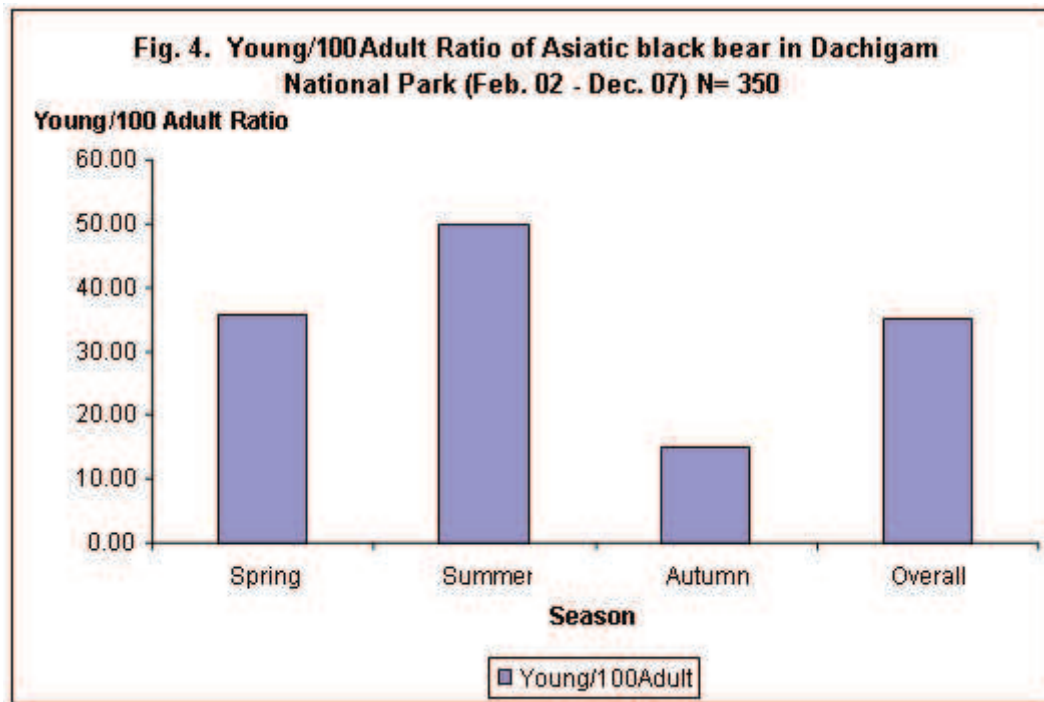 Fig. 4. Young/100Adult Ratio of Asiatic black bear in Dachigam
National Park (Feb. 02 - Dec. 07) N= 350
Young/100 Adult Ratio
60.00
50.00
40.00
30.00
20.00
10.00
0.00
Spring Summer Autumn Overall
Season
Young/100Adult